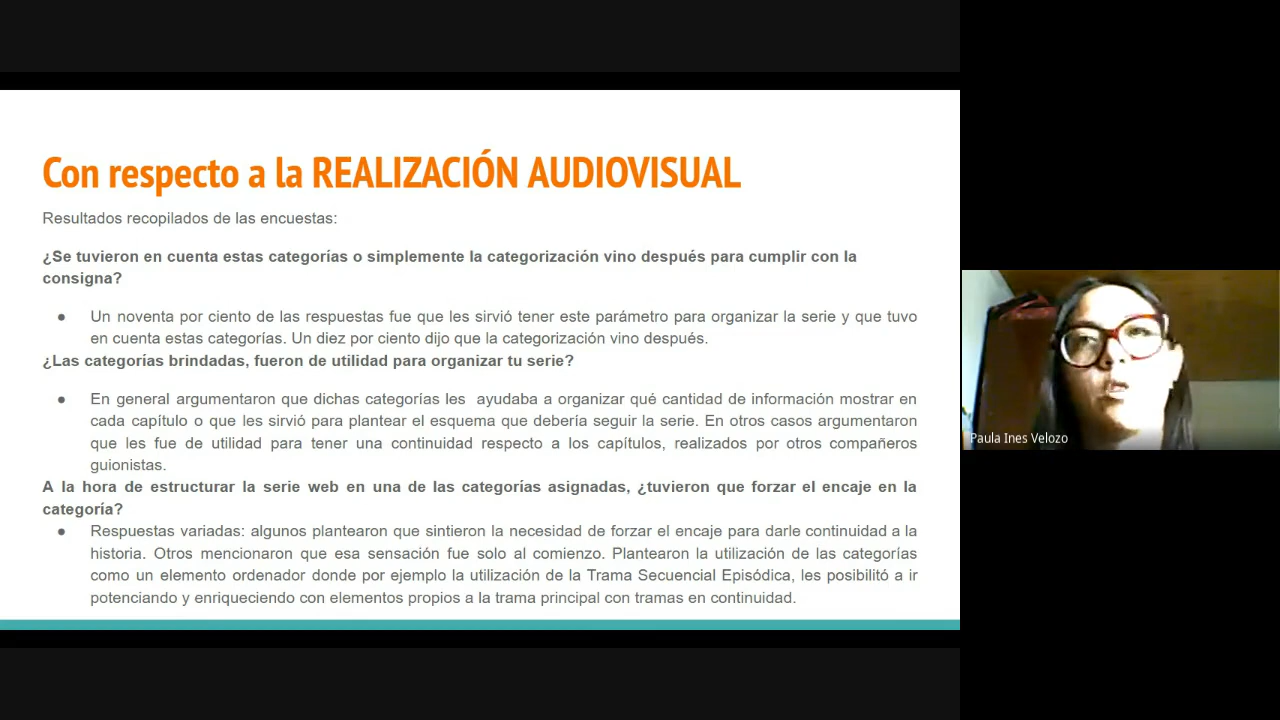 Con respecto a la REALIZACIÓN AUDIOVISUAL
Resultados recopilados de las encuestas:
¿Se tuvieron en cuenta estas categorías o simplemente la categorización vino después para cumplir con la
consigna?
● Un noventa por ciento de las respuestas fue que les sirvió tener este parámetro para organizar la serie y que tuvo
en cuenta estas categorías. Un diez por ciento dijo que la categorización vino después.
¿Las categorías brindadas, fueron de utilidad para organizar tu serie?
● En general argumentaron que dichas categorías les ayudaba a organizar qué cantidad de información mostrar en
cada capítulo o que les sirvió para plantear el esquema que debería seguir la serie. En otros casos argumentaron
que les fue de utilidad para tener una continuidad respecto a los capítulos, realizados por otros compañeros
guionistas.
A la hora de estructurar la serie web en una de las categorías asignadas, ¿tuvieron que forzar el encaje en la
categoría?
● Respuestas variadas: algunos plantearon que sintieron la necesidad de forzar el encaje para darle continuidad a la
historia. Otros mencionaron que esa sensación fue solo al comienzo. Plantearon la utilización de las categorías
como un elemento ordenador donde por ejemplo la utilización de la Trama Secuencial Episódica, les posibilitó a ir
potenciando y enriqueciendo con elementos propios a la trama principal con tramas en continuidad.
Paula Ines Velozo